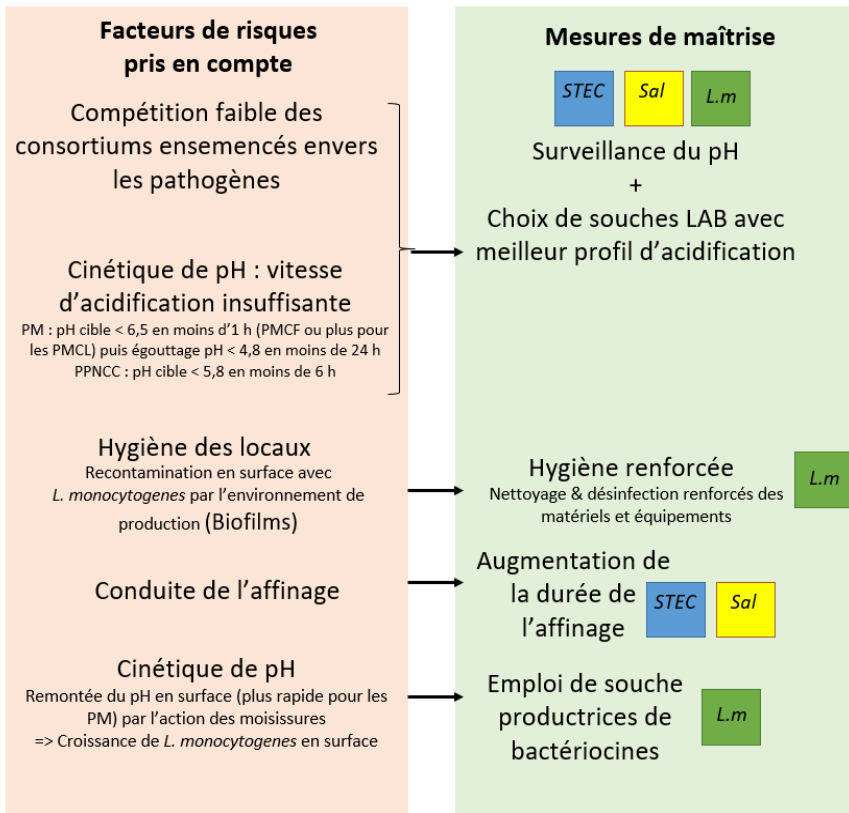 Facteurs de risques
pris en compte
Compétition faible des
consortiums ensemencés envers
les pathogènes
Cinétique de pH : vitesse
d’acidification insuffisante
PM : pH cible < 6,5 en moins d’1 h (PMCF ou plus pour
les PMCL) puis égouttage pH < 4,8 en moins de 24 h
PPNCC : pH cible < 5,8 en moins de 6 h
Hygiène des locaux
Recontamination en surface avec
L. monocytogenes par l’environnement de
production (Biofilms)
Conduite de l’affinage
Cinétique de pH
Remontée du pH en surface (plus rapide pour les
PM) par l’action des moisissures
=> Croissance de L. monocytogenes en surface
Mesures de maîtrise
STEC Sal L.m
Surveillance du pH
+
Choix de souches LAB avec
meilleur profil d’acidification
Hygiène renforcée
L.m
Nettoyage & désinfection renforcés des
matériels et équipements
Augmentation de
la durée de
l’affinage
STEC Sal
Emploi de souche
productrices de
bactériocines
L.m